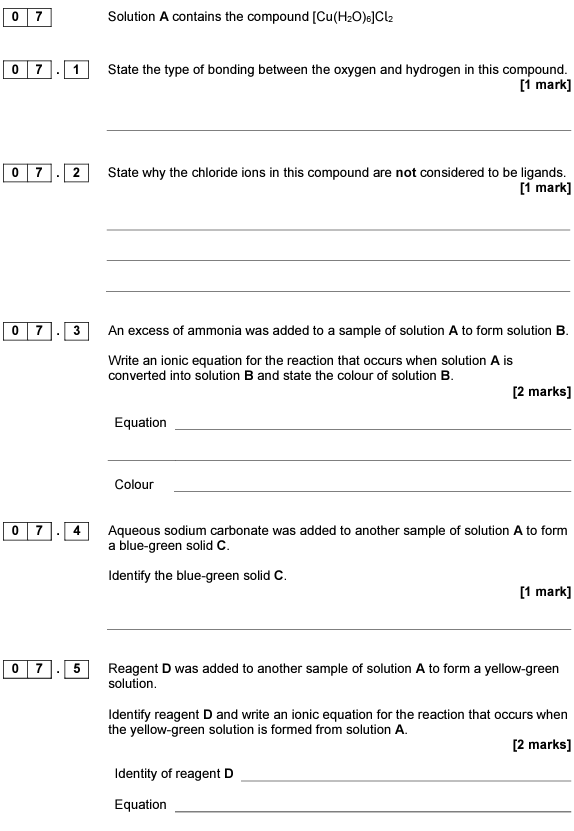 0 7 Solution A contains the compound [Cu(H₂O)₆]Cl₂
0 7 . 1 State the type of bonding between the oxygen and hydrogen in this compound.
[1 mark]
0 7 . 2 State why the chloride ions in this compound are not considered to be ligands.
[1 mark]
0 7 . 3 An excess of ammonia was added to a sample of solution A to form solution B.
Write an ionic equation for the reaction that occurs when solution A is
converted into solution B and state the colour of solution B.
[2 marks]
Equation
Colour
0 7 . 4 Aqueous sodium carbonate was added to another sample of solution A to form
a blue-green solid C.
Identify the blue-green solid C.
[1 mark]
0 7 . 5 Reagent D was added to another sample of solution A to form a yellow-green
solution.
Identify reagent D and write an ionic equation for the reaction that occurs when
the yellow-green solution is formed from solution A.
[2 marks]
Identity of reagent D
Equation